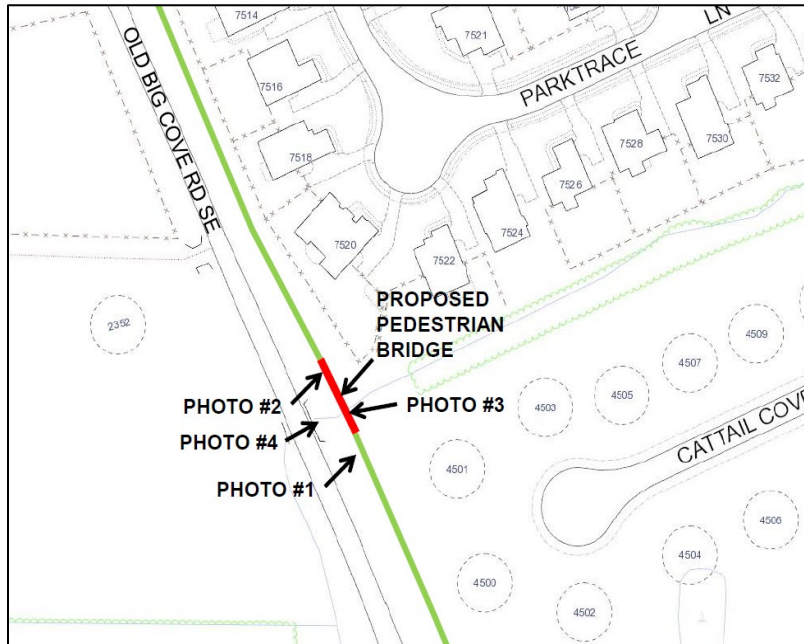 7514
7516
7518
7520
7522
7524
7526
7528
7530
7532
7521
PARKTRACE
LN
OLD BIG COVE RD SE
2352
PROPOSED
PEDESTRIAN
BRIDGE
PHOTO #2
PHOTO #3
PHOTO #4
PHOTO #1
4509
4507
4505
4503
4501
CATTAIL COVE
4506
4504
4500
4502